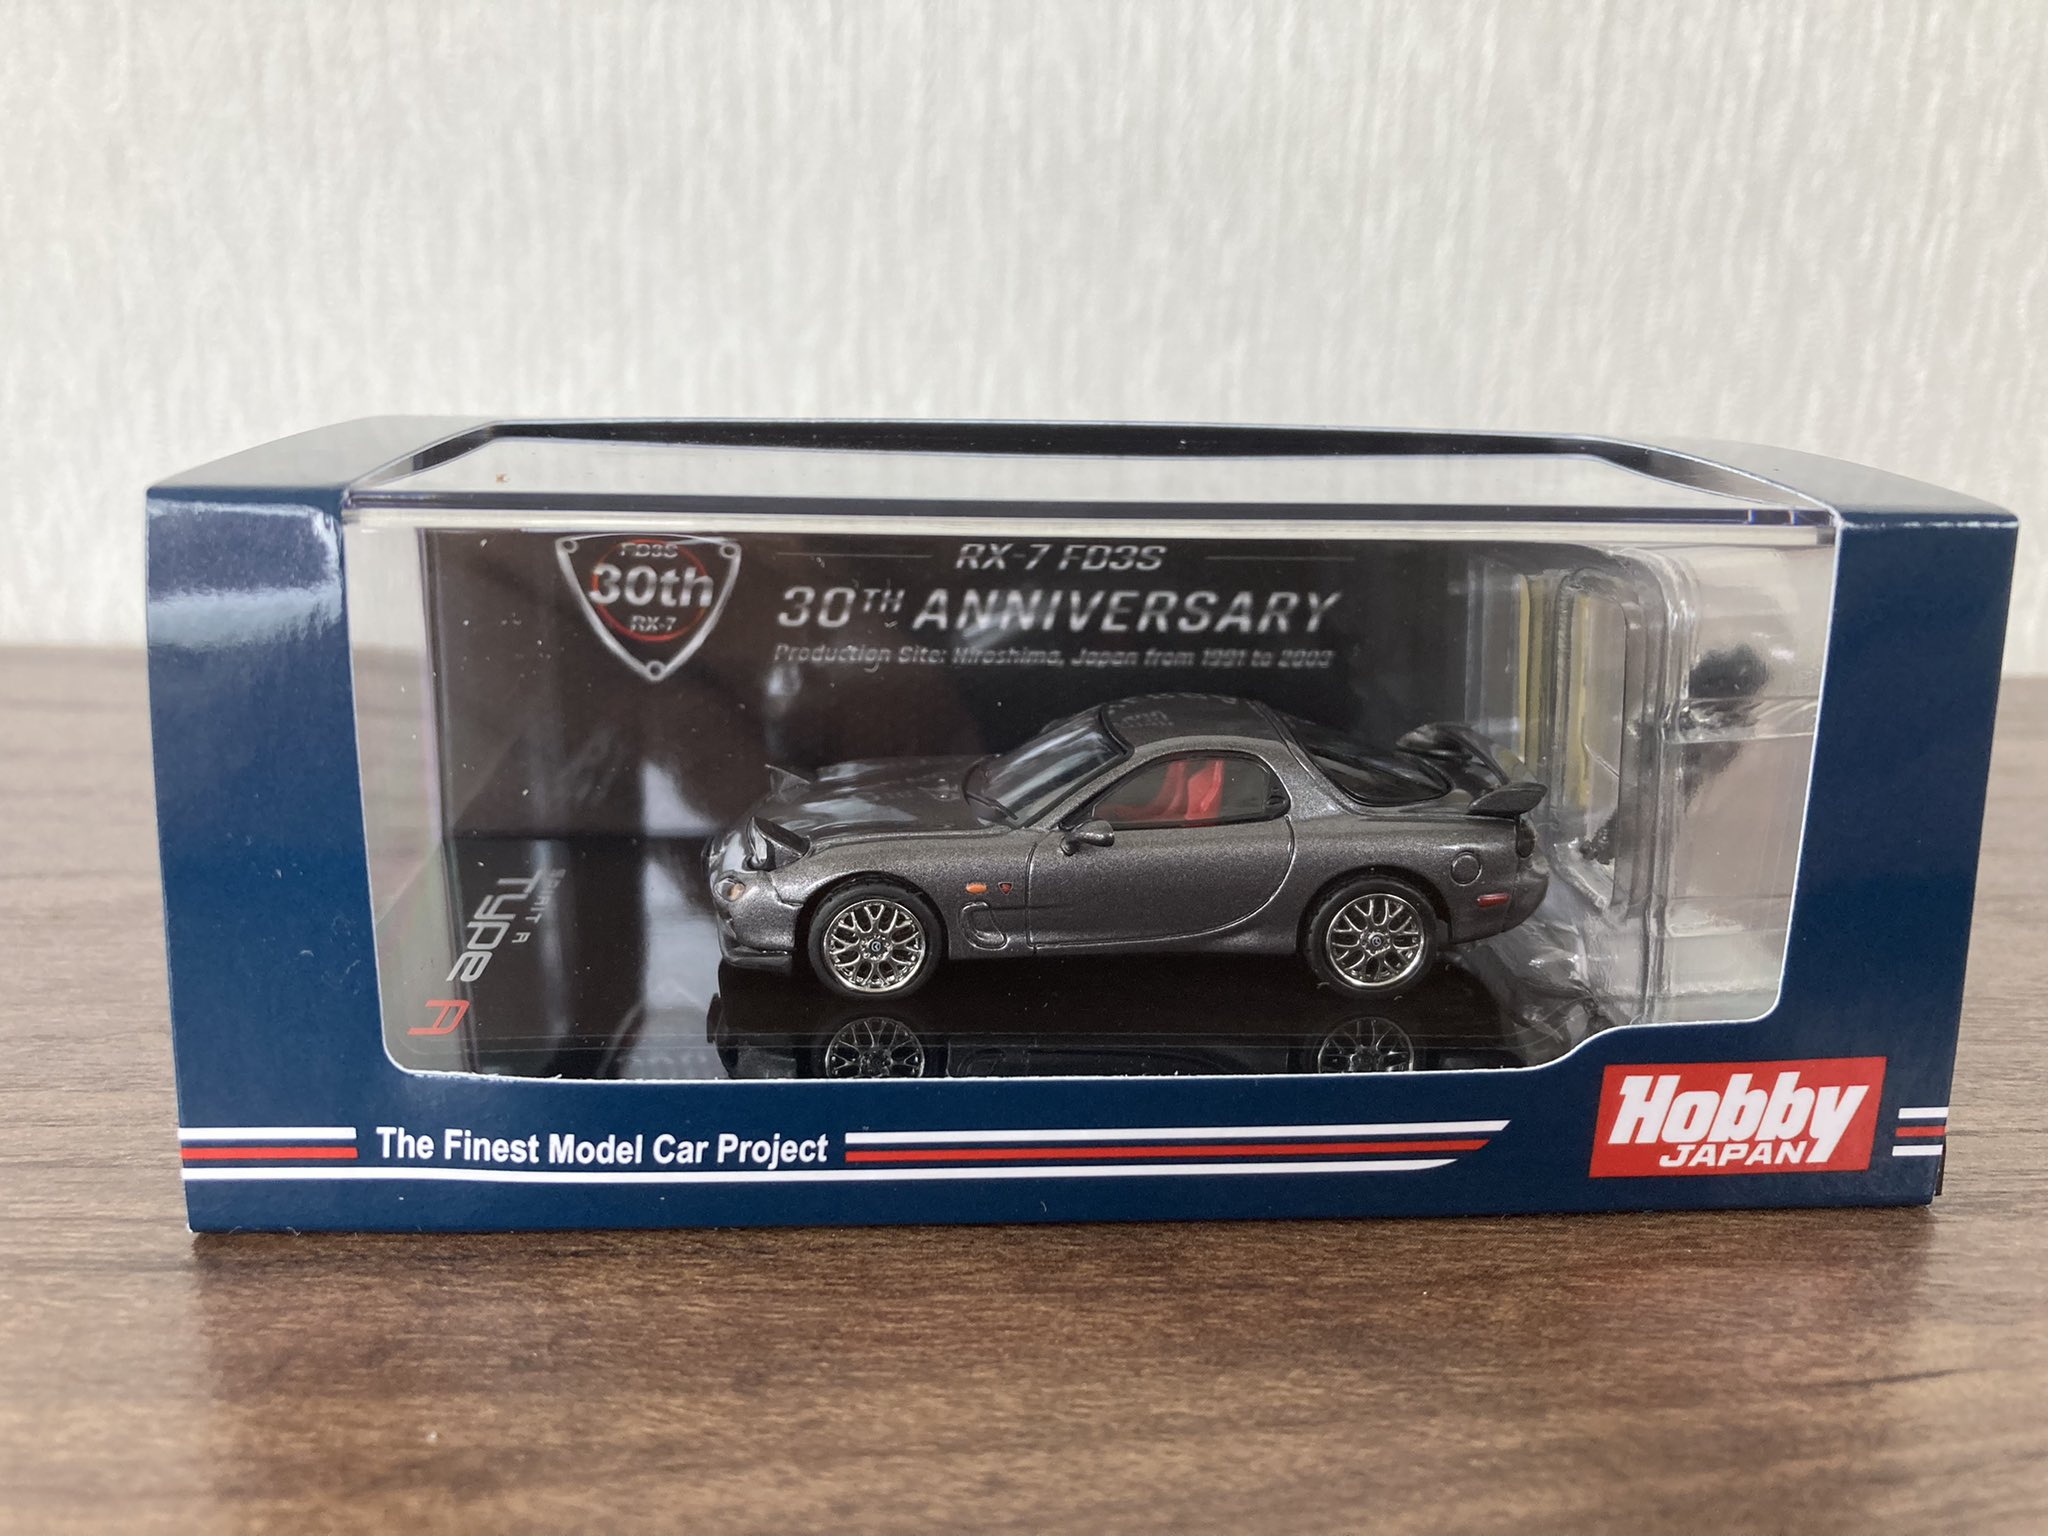 FD3S
30th
RX-7
RX-7 FD3S
30TH ANNIVERSARY
Production Site: Hiroshima, Japan from 1991 to 2003
SPIRIT R
Type R
The Finest Model Car Project
Hobby
JAPAN